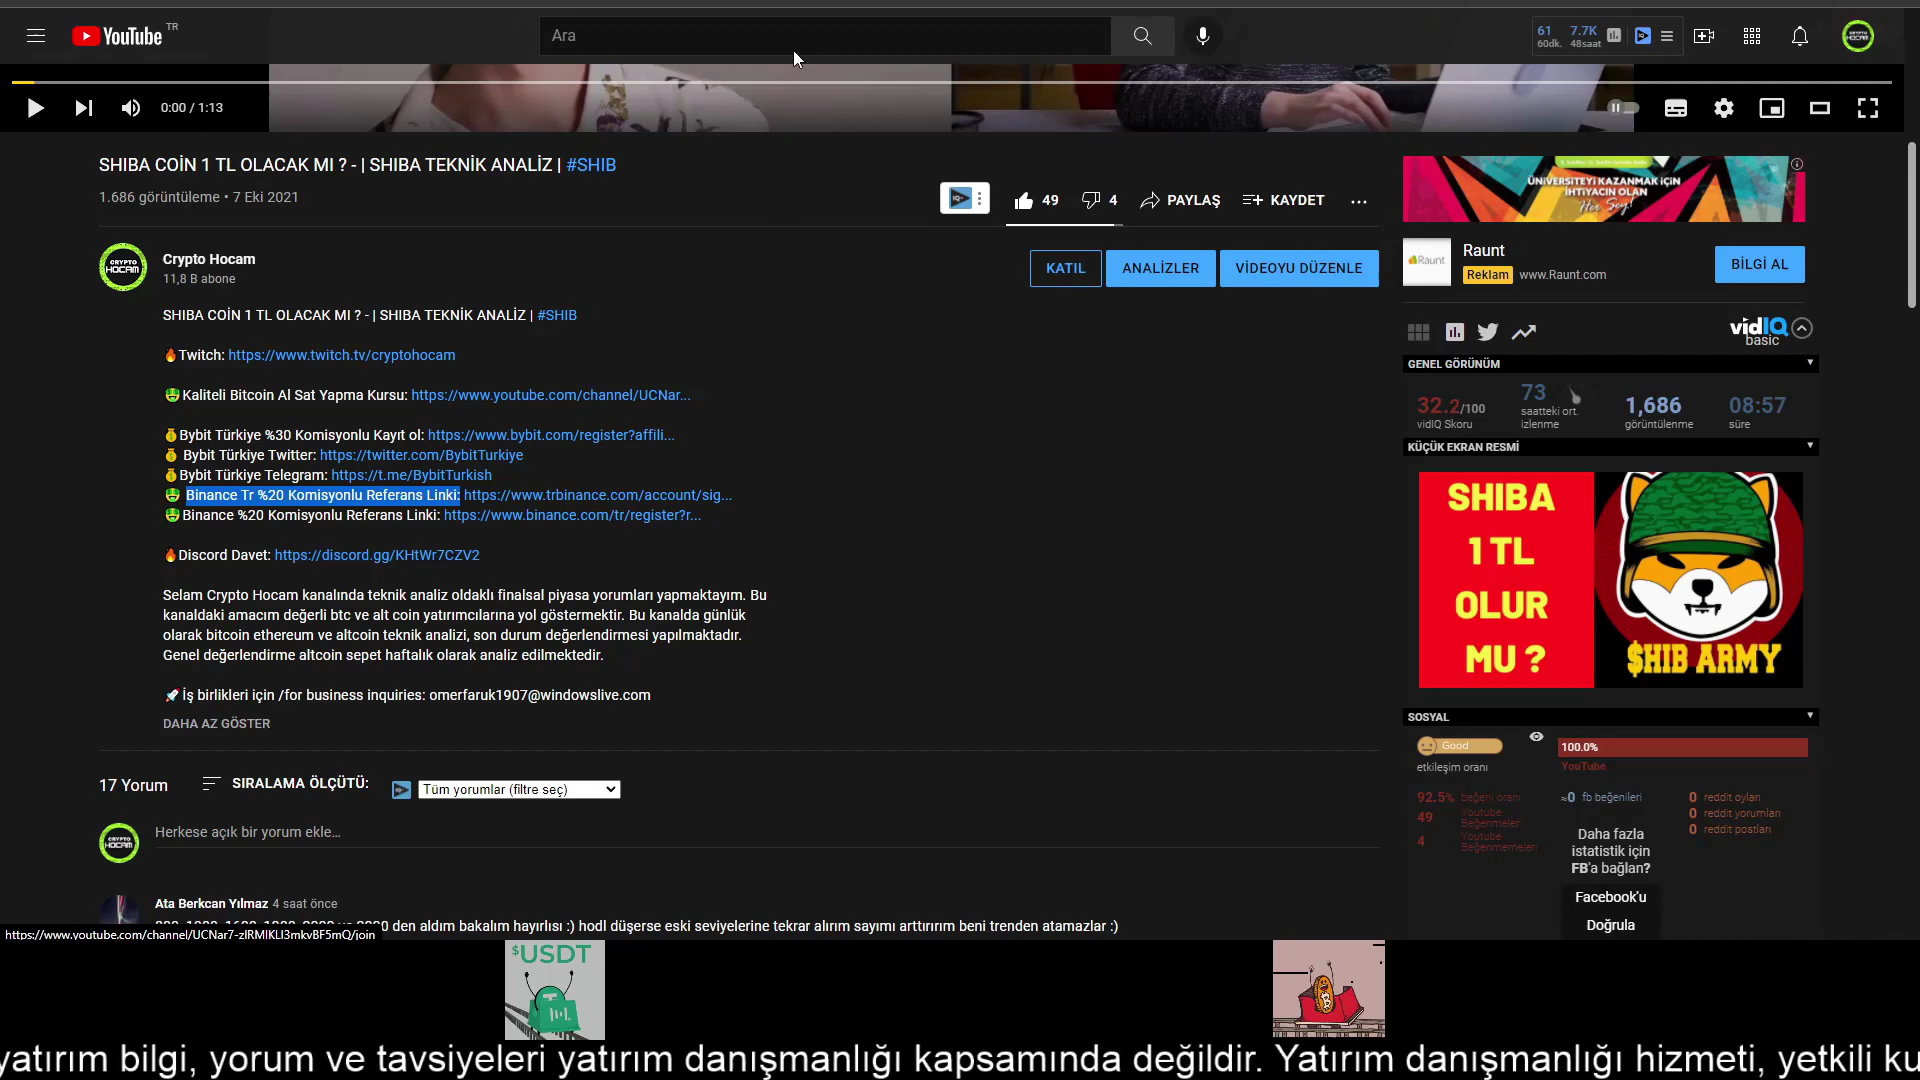 YouTube TR
Ara
61 7.7K
60dk. 48saat
0:00 / 1:13
SHIBA COİN 1 TL OLACAK MI ? - | SHIBA TEKNİK ANALİZ | #SHIB
1.686 görüntüleme • 7 Eki 2021
49
4
PAYLAŞ
KAYDET
Crypto Hocam
11,8 B abone
KATIL
ANALİZLER
VİDEOYU DÜZENLE
SHIBA COİN 1 TL OLACAK MI ? - | SHIBA TEKNİK ANALİZ | #SHIB
🔥Twitch: https://www.twitch.tv/cryptohocam
🤑Kaliteli Bitcoin Al Sat Yapma Kursu: https://www.youtube.com/channel/UCNar...
💰Bybit Türkiye %30 Komisyonlu Kayıt ol: https://www.bybit.com/register?affili...
💰 Bybit Türkiye Twitter: https://twitter.com/BybitTurkiye
💰Bybit Türkiye Telegram: https://t.me/BybitTurkish
🤑 Binance Tr %20 Komisyonlu Referans Linki: https://www.trbinance.com/account/sig...
🤑Binance %20 Komisyonlu Referans Linki: https://www.binance.com/tr/register?r...
🔥Discord Davet: https://discord.gg/KHtWr7CZV2
Selam Crypto Hocam kanalında teknik analiz oldaklı finalsal piyasa yorumları yapmaktayım. Bu
kanaldaki amacım değerli btc ve alt coin yatırımcılarına yol göstermektir. Bu kanalda günlük
olarak bitcoin ethereum ve altcoin teknik analizi, son durum değerlendirmesi yapılmaktadır.
Genel değerlendirme altcoin sepet haftalık olarak analiz edilmektedir.
🚀İş birlikleri için /for business inquiries: omerfaruk1907@windowslive.com
DAHA AZ GÖSTER
17 Yorum
SIRALAMA ÖLÇÜTÜ:
Tüm yorumlar (filtre seç)
CRYPTO HOCAM
Herkese açık bir yorum ekle...
Ata Berkcan Yılmaz 4 saat önce
den aldım bakalım hayırlısı :) hodl düşerse eski seviyelerine tekrar alırım sayımı arttırırım beni trenden atamazlar :)
ÜNİVERSİTEYİ KAZANMAK İÇİN
İHTİYACIN OLAN
Her Şey!
Raunt
Raunt
Reklam www.Raunt.com
BİLGİ AL
vidIQ
basic
GENEL GÖRÜNÜM
32.2/100
vidIQ Skoru
73
saatteki ort.
izlenme
1,686
görüntülenme
08:57
süre
KÜÇÜK EKRAN RESMİ
SHIBA
1 TL
OLUR
MU ?
$HIB ARMY
SOSYAL
Good
etkileşim oranı
100.0%
YouTube
92.5% beğeni oranı
49 Youtube
Beğenmeler
4 Youtube
Beğenmemeleri
≈0 fb beğenileri
Daha fazla
istatistik için
FB'a bağlan?
Facebook'u
Doğrula
0 reddit oyları
0 reddit yorumları
0 reddit postları
$USDT
yatırım bilgi, yorum ve tavsiyeleri yatırım danışmanlığı kapsamında değildir. Yatırım danışmanlığı hizmeti, yetkili ku